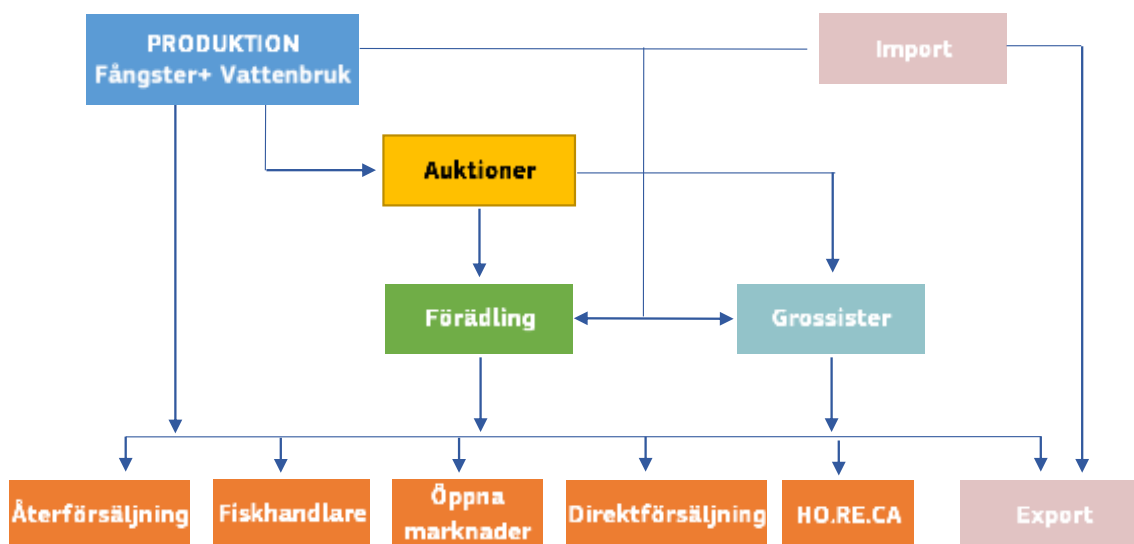 PRODUKTION
Fångster+ Vattenbruk
Import
Auktioner
Förädling
Grossister
Återförsäljning
Fiskhandlare
Öppna
marknader
Direktförsäljning
HO.RE.CA
Export